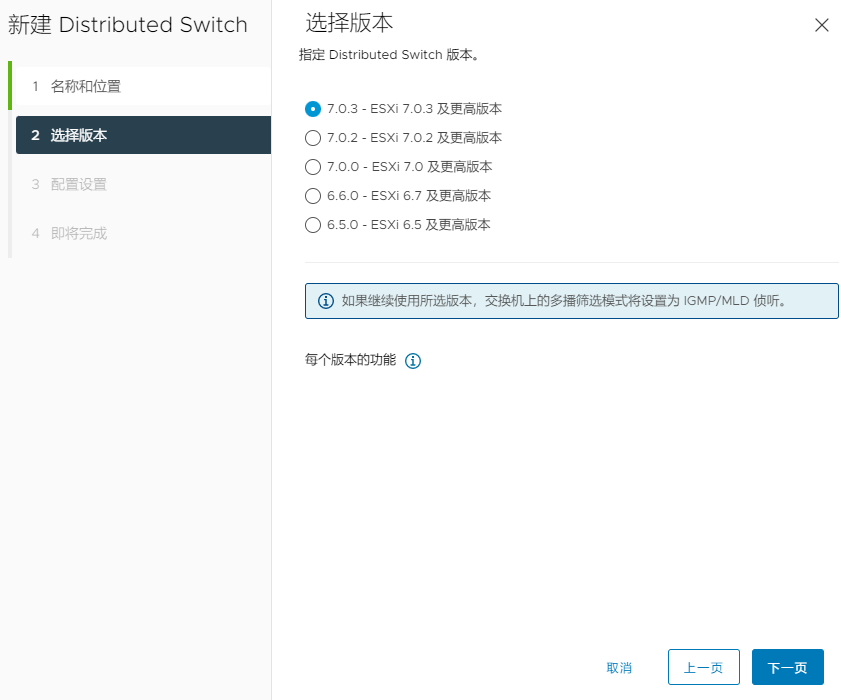 新建 Distributed Switch
1 名称和位置
2 选择版本
3 配置设置
4 即将完成
选择版本
指定 Distributed Switch 版本。
7.0.3 - ESXi 7.0.3 及更高版本
7.0.2 - ESXi 7.0.2 及更高版本
7.0.0 - ESXi 7.0 及更高版本
6.6.0 - ESXi 6.7 及更高版本
6.5.0 - ESXi 6.5 及更高版本
如果继续使用所选版本，交换机上的多播筛选模式将设置为 IGMP/MLD 侦听。
每个版本的功能
取消
上一页
下一页